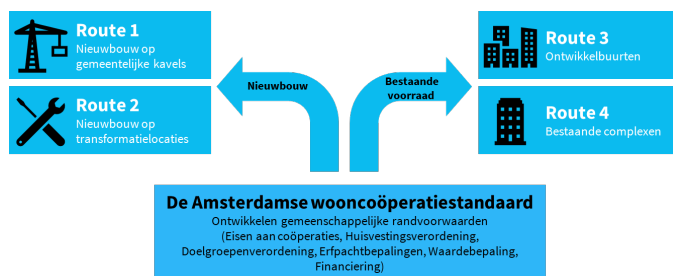 Route 1
Nieuwbouw op
gemeentelijke kavels
Route 2
Nieuwbouw op
transformatielocaties
Nieuwbouw
Bestaande
voorraad
Route 3
Ontwikkelbuurten
Route 4
Bestaande complexen
De Amsterdamse wooncoöperatiestandaard
Ontwikkelen gemeenschappelijke randvoorwaarden
(Eisen aan coöperaties, Huisvestingsverordening,
Doelgroepenverordening, Erfpachtbepalingen, Waardebepaling,
Financiering)